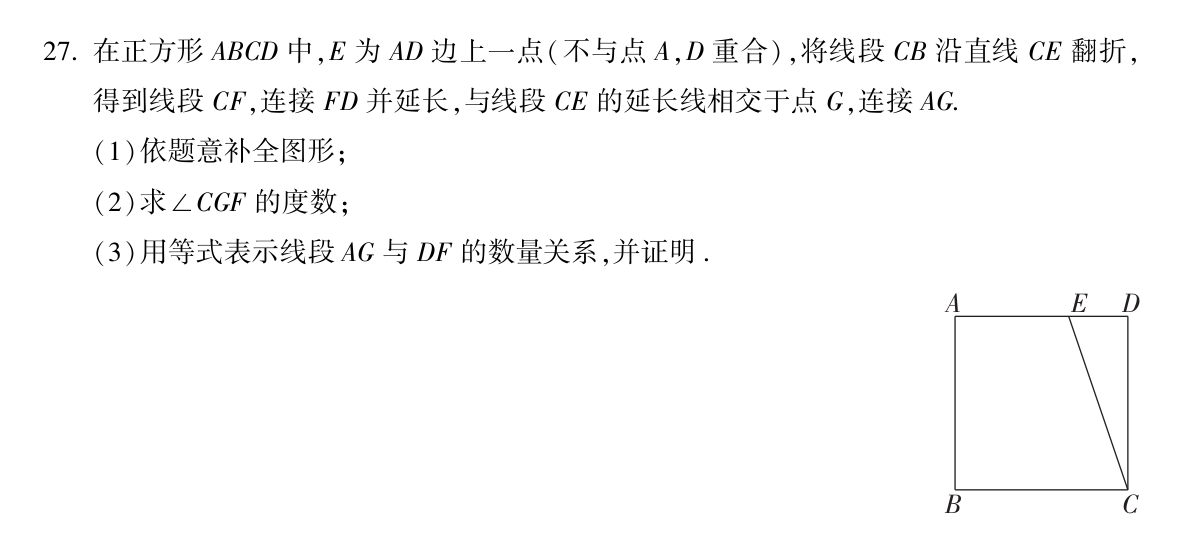 27. 在正方形 ABCD 中,E 为 AD 边上一点(不与点 A,D 重合),将线段 CB 沿直线 CE 翻折,
得到线段 CF,连接 FD 并延长,与线段 CE 的延长线相交于点 G,连接 AG.
(1)依题意补全图形;
(2)求∠CGF 的度数;
(3)用等式表示线段 AG 与 DF 的数量关系,并证明.
A E D
B C